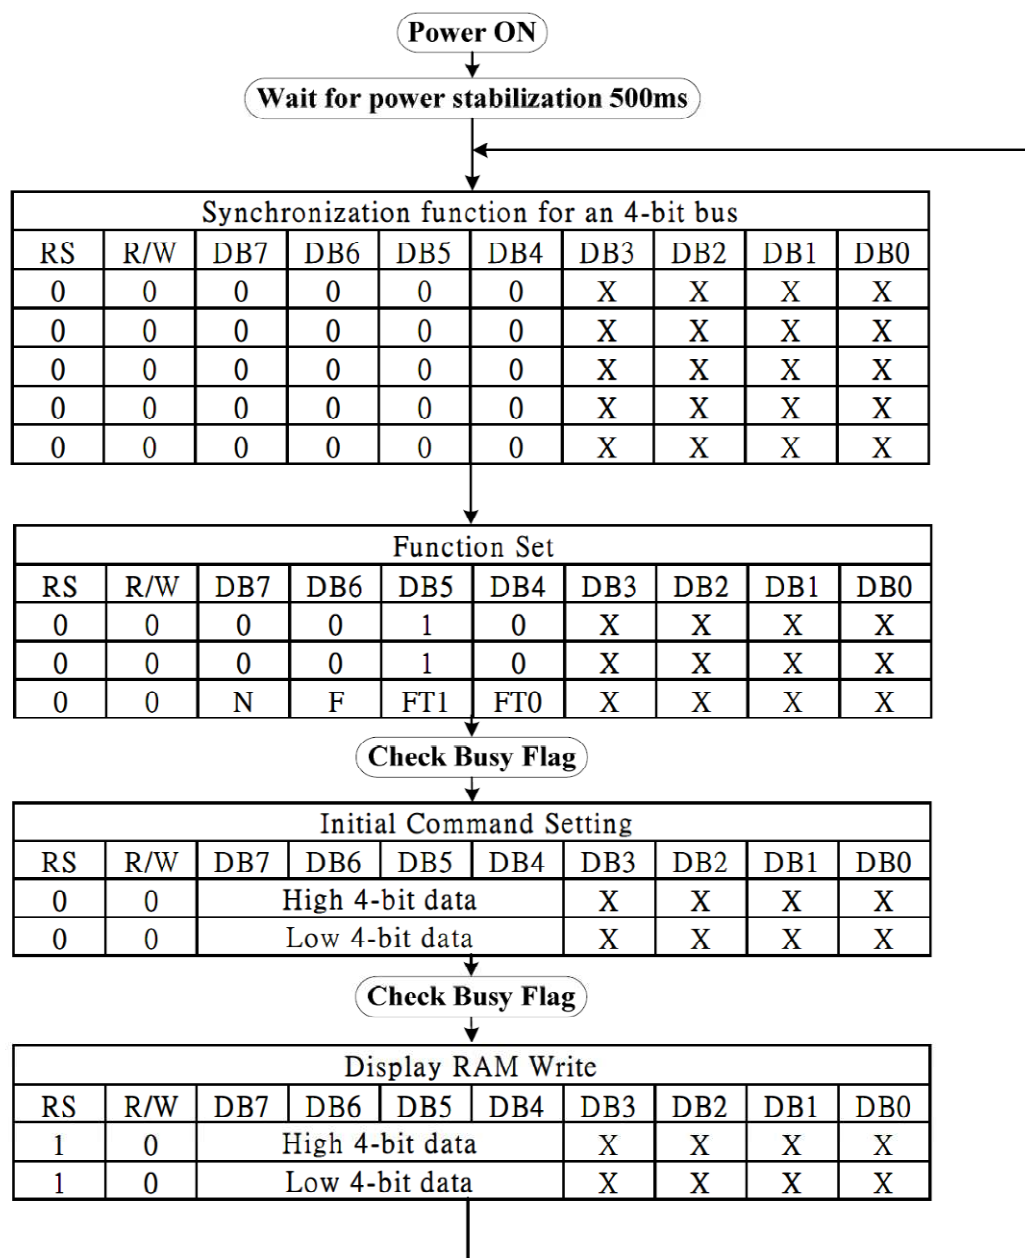 Power ON
Wait for power stabilization 500ms
Synchronization function for an 4-bit bus
RS R/W DB7 DB6 DB5 DB4 DB3 DB2 DB1 DB0
0 0 0 0 0 0 X X X X
0 0 0 0 0 0 X X X X
0 0 0 0 0 0 X X X X
0 0 0 0 0 0 X X X X
0 0 0 0 0 0 X X X X
Function Set
RS R/W DB7 DB6 DB5 DB4 DB3 DB2 DB1 DB0
0 0 0 0 1 0 X X X X
0 0 0 0 1 0 X X X X
0 0 N F FT1 FT0 X X X X
Check Busy Flag
Initial Command Setting
RS R/W DB7 DB6 DB5 DB4 DB3 DB2 DB1 DB0
0 0 High 4-bit data X X X X
0 0 Low 4-bit data X X X X
Check Busy Flag
Display RAM Write
RS R/W DB7 DB6 DB5 DB4 DB3 DB2 DB1 DB0
1 0 High 4-bit data X X X X
1 0 Low 4-bit data X X X X